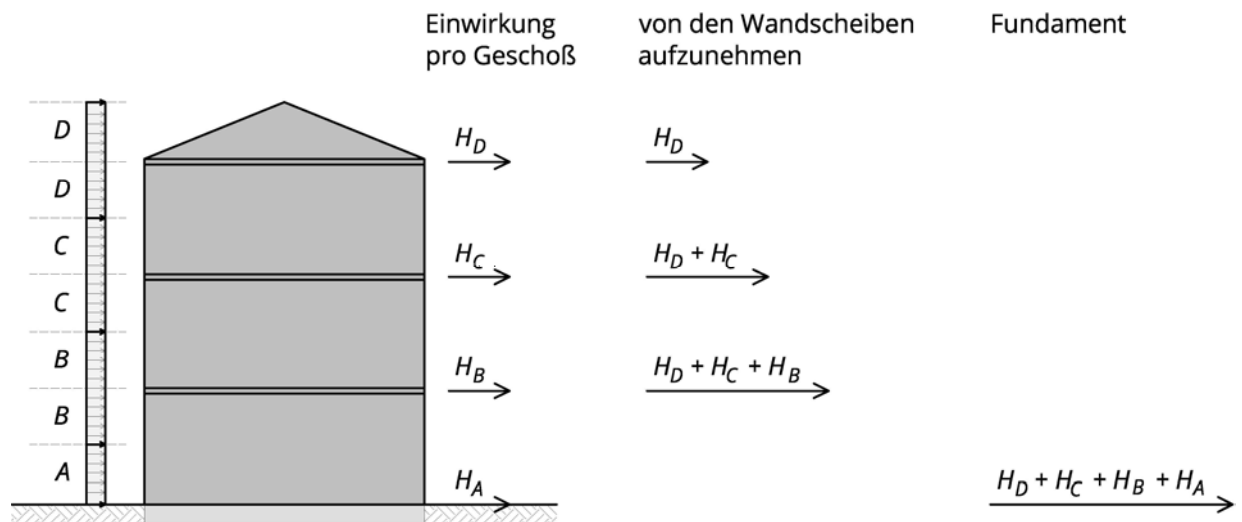 Einwirkung
pro Geschoß
von den Wandscheiben
aufzunehmen
Fundament
D
H_D
H_D
D
C
H_C
H_D + H_C
C
B
H_B
H_D + H_C + H_B
B
A
H_A
H_D + H_C + H_B + H_A